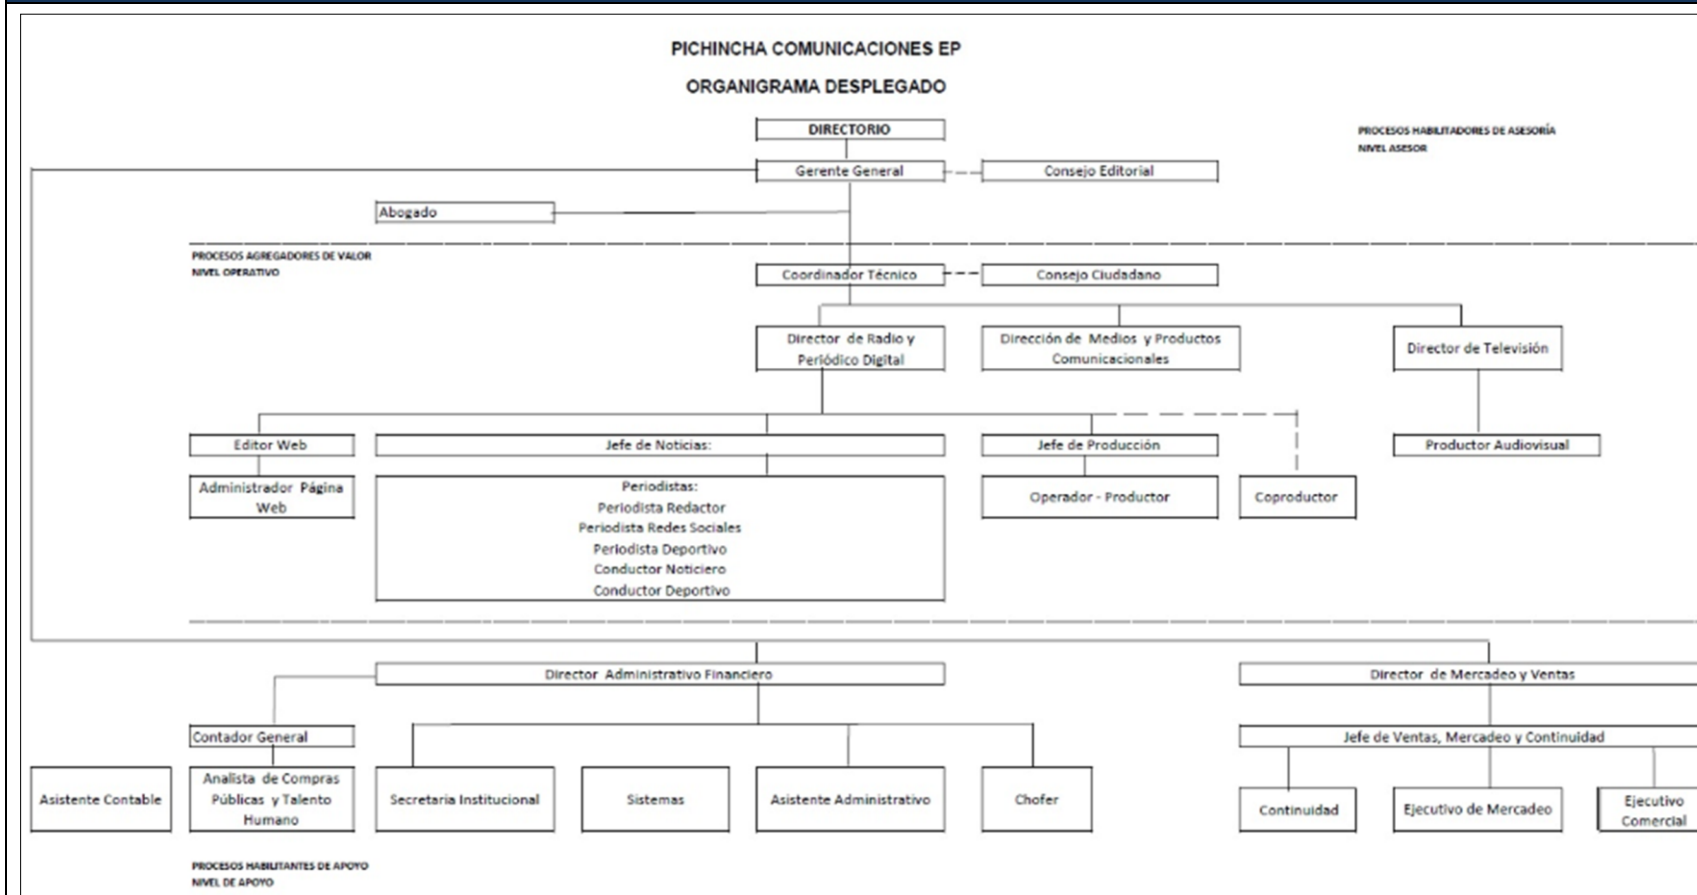 PICHINCHA COMUNICACIONES EP
ORGANIGRAMA DESPLEGADO
DIRECTORIO
PROCESOS HABILITADORES DE ASESORÍA
NIVEL ASESOR
Gerente General
Consejo Editorial
Abogado
PROCESOS AGREGADORES DE VALOR
NIVEL OPERATIVO
Coordinador Técnico
Consejo Ciudadano
Director de Radio y
Periódico Digital
Dirección de Medios y Productos
Comunicacionales
Director de Televisión
Editor Web
Jefe de Noticias:
Jefe de Producción
Productor Audiovisual
Administrador Página
Web
Periodistas:
Periodista Redactor
Periodista Redes Sociales
Periodista Deportivo
Conductor Noticiero
Conductor Deportivo
Operador - Productor
Coproductor
Director Administrativo Financiero
Director de Mercadeo y Ventas
Contador General
Jefe de Ventas, Mercadeo y Continuidad
Asistente Contable
Analista de Compras
Públicas y Talento
Humano
Secretaria Institucional
Sistemas
Asistente Administrativo
Chofer
Continuidad
Ejecutivo de Mercadeo
Ejecutivo
Comercial
PROCESOS HABILITANTES DE APOYO
NIVEL DE APOYO